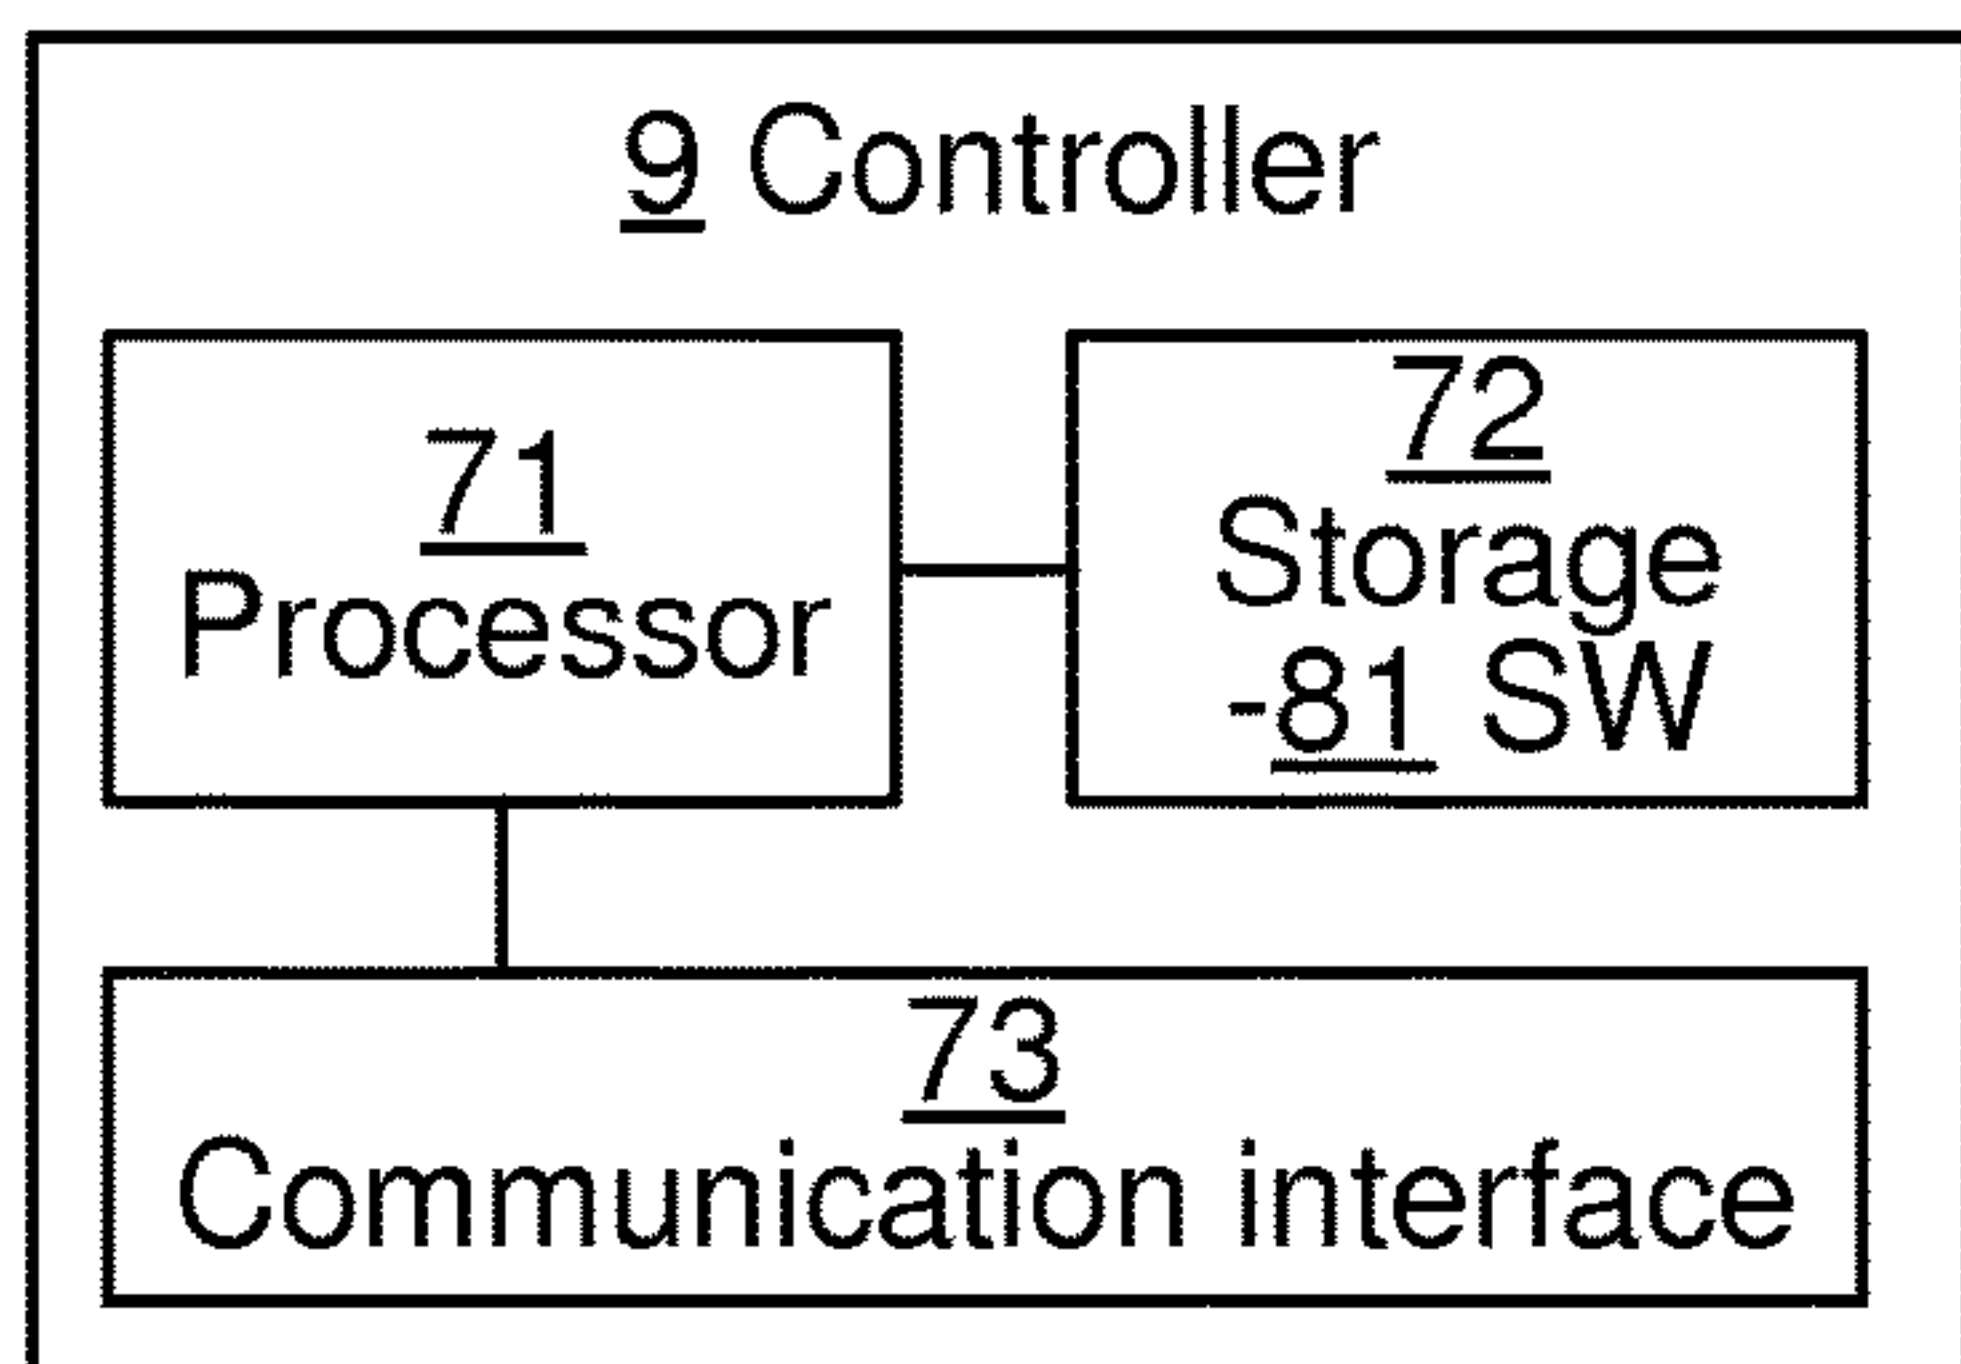 9 Controller
71
Processor
72
Storage
-81 SW
73
Communication interface